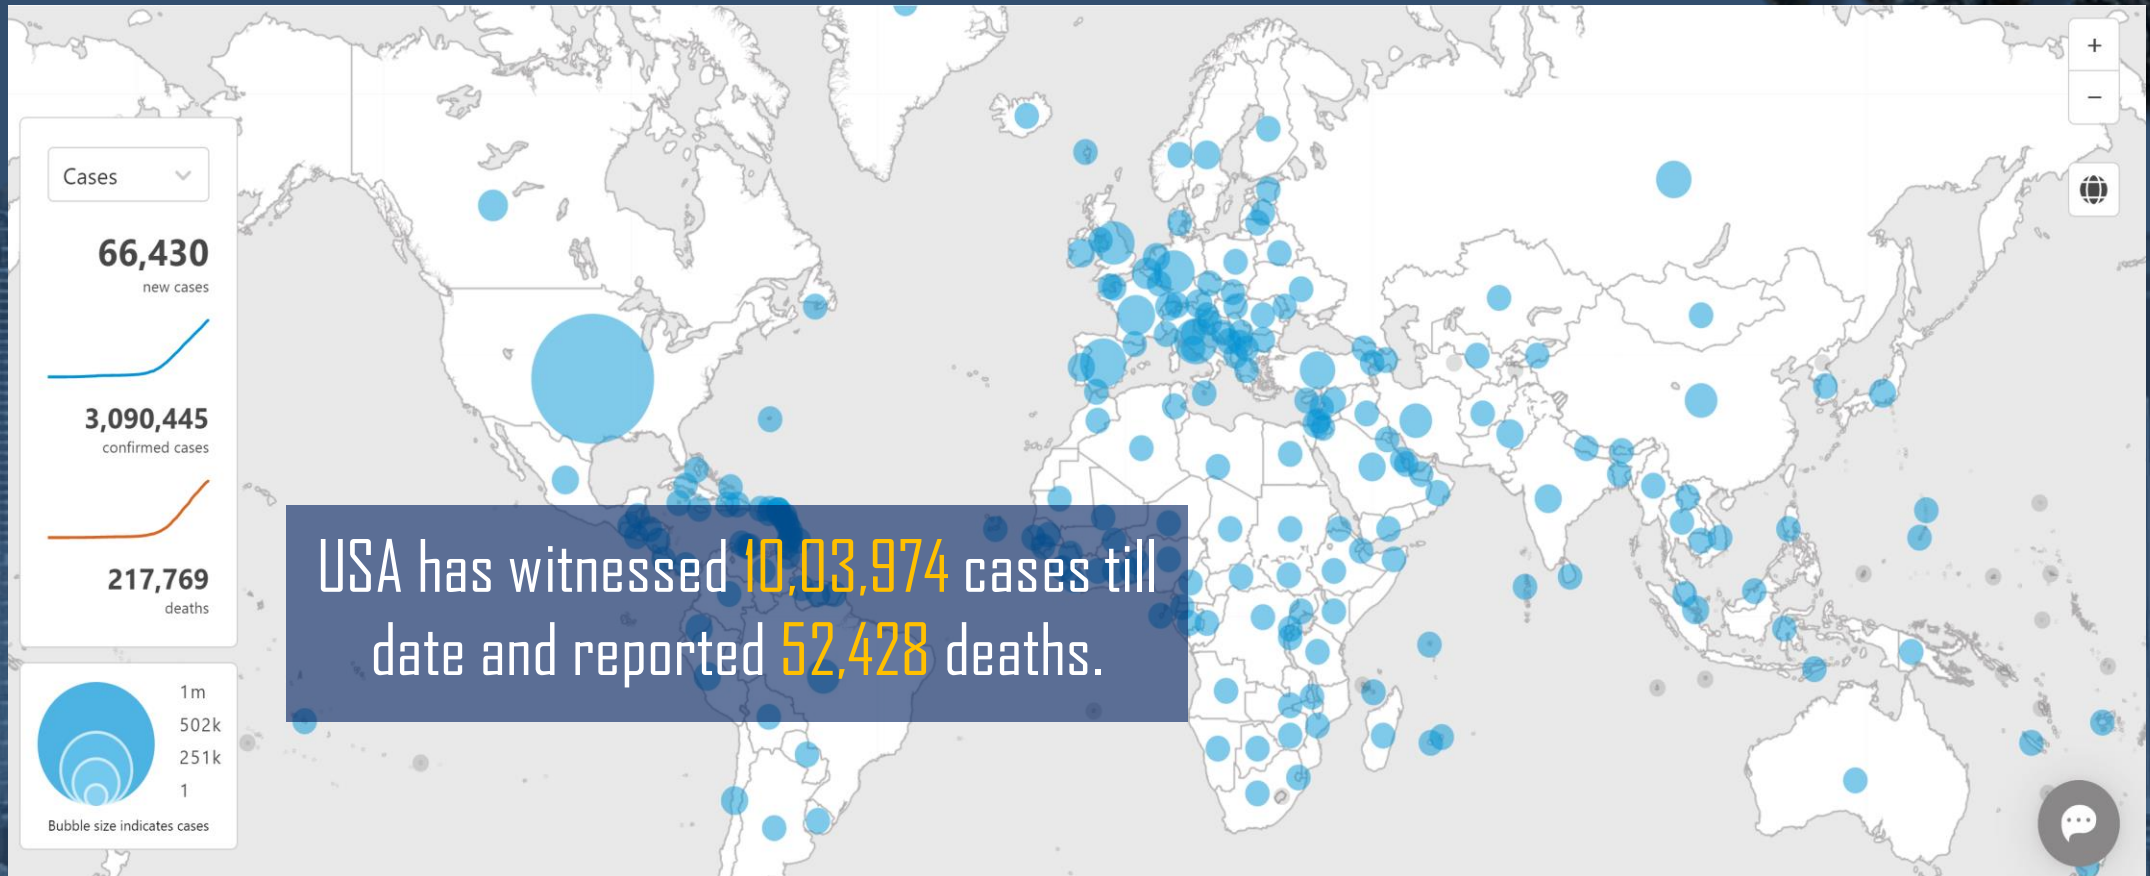 Cases
66,430
new cases
3,090,445
confirmed cases
217,769
deaths
1m
502k
251k
1
Bubble size indicates cases
USA has witnessed 10,03,974 cases till
date and reported 52,428 deaths.
+
−